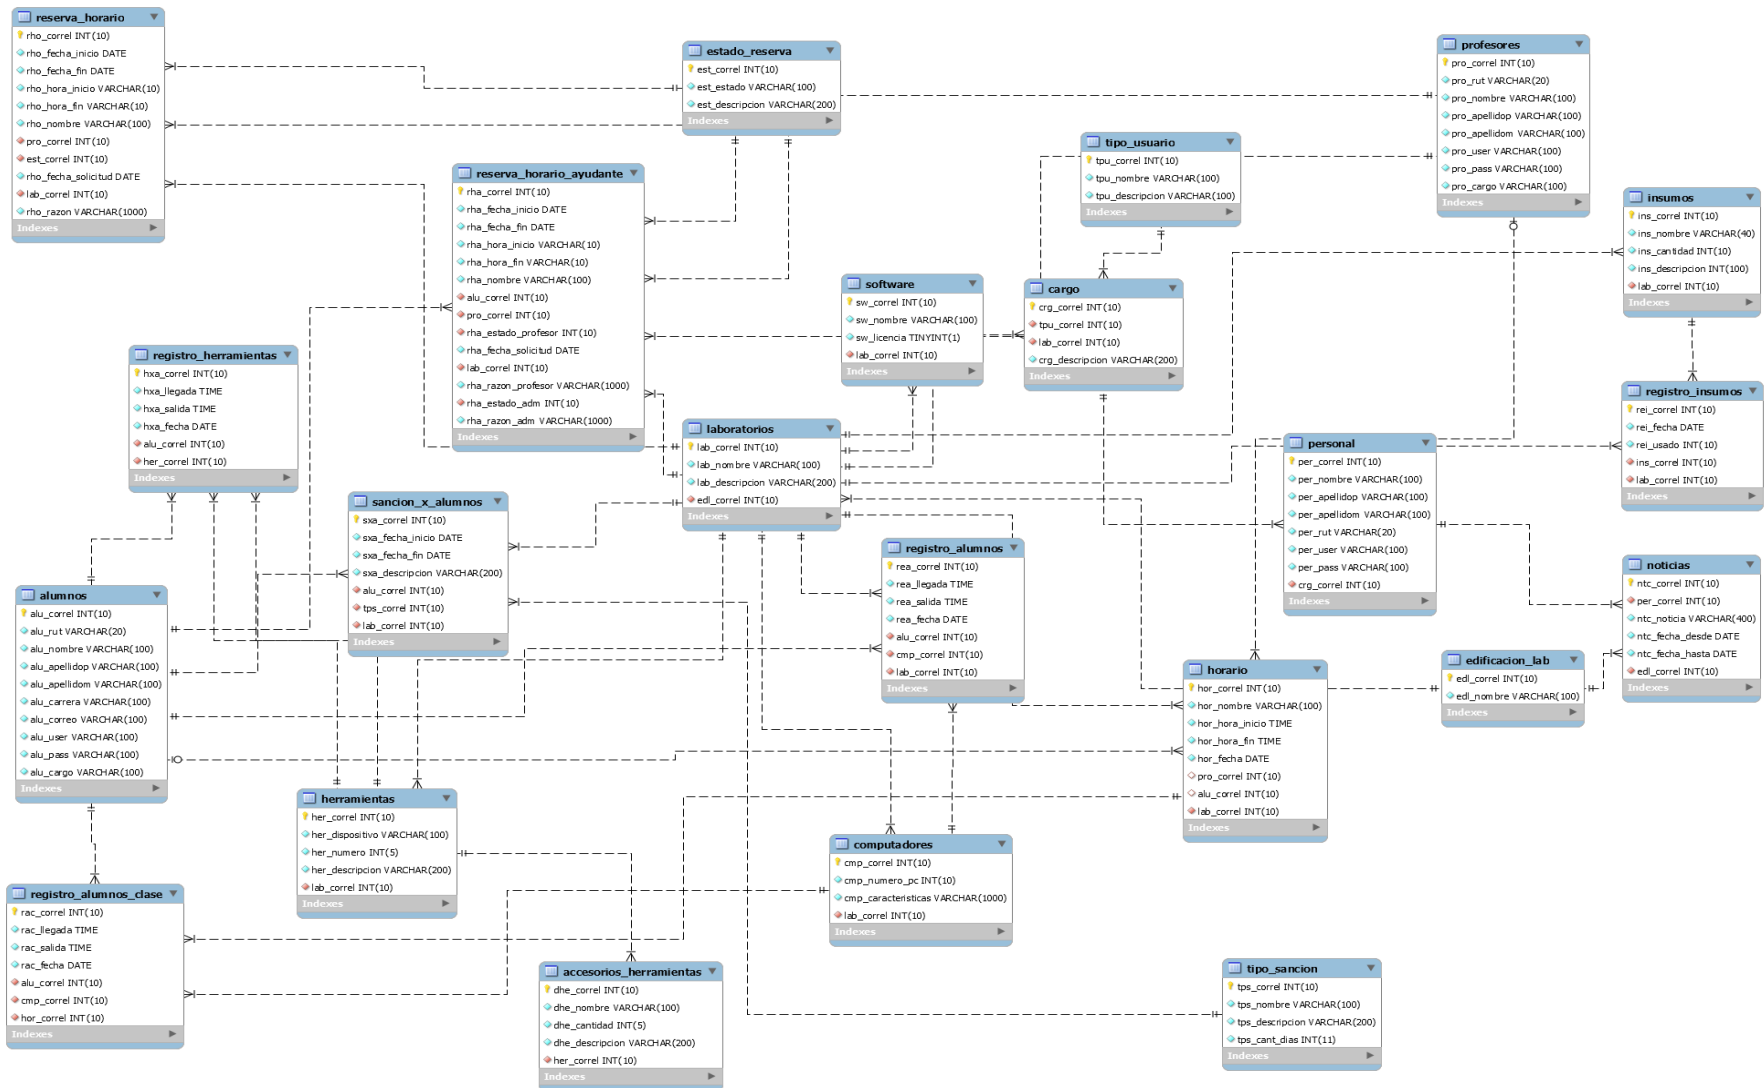 reserva_horario
rho_correl INT(10)
rho_fecha_inicio DATE
rho_fecha_fin DATE
rho_hora_inicio VARCHAR(10)
rho_hora_fin VARCHAR(10)
rho_nombre VARCHAR(100)
pro_correl INT(10)
est_correl INT(10)
rho_fecha_solicitud DATE
lab_correl INT(10)
rho_razon VARCHAR(1000)
Indexes
estado_reserva
est_correl INT(10)
est_estado VARCHAR(100)
est_descripcion VARCHAR(200)
Indexes
profesores
pro_correl INT(10)
pro_rut VARCHAR(20)
pro_nombre VARCHAR(100)
pro_apellidop VARCHAR(100)
pro_apellidom VARCHAR(100)
pro_user VARCHAR(100)
pro_pass VARCHAR(100)
pro_cargo VARCHAR(100)
Indexes
tipo_usuario
tpu_correl INT(10)
tpu_nombre VARCHAR(100)
tpu_descripcion VARCHAR(100)
Indexes
reserva_horario_ayudante
rha_correl INT(10)
rha_fecha_inicio DATE
rha_fecha_fin DATE
rha_hora_inicio VARCHAR(10)
rha_hora_fin VARCHAR(10)
rha_nombre VARCHAR(100)
alu_correl INT(10)
pro_correl INT(10)
rha_estado_profesor INT(10)
rha_fecha_solicitud DATE
lab_correl INT(10)
rha_razon_profesor VARCHAR(1000)
rha_estado_adm INT(10)
rha_razon_adm VARCHAR(1000)
Indexes
insumos
ins_correl INT(10)
ins_nombre VARCHAR(40)
ins_cantidad INT(10)
ins_descripcion INT(100)
lab_correl INT(10)
Indexes
software
sw_correl INT(10)
sw_nombre VARCHAR(100)
sw_licencia TINYINT(1)
lab_correl INT(10)
Indexes
cargo
crg_correl INT(10)
tpu_correl INT(10)
lab_correl INT(10)
crg_descripcion VARCHAR(200)
Indexes
registro_herramientas
hxa_correl INT(10)
hxa_llegada TIME
hxa_salida TIME
hxa_fecha DATE
alu_correl INT(10)
her_correl INT(10)
Indexes
registro_insumos
rei_correl INT(10)
rei_fecha DATE
rei_usado INT(10)
ins_correl INT(10)
lab_correl INT(10)
Indexes
laboratorios
lab_correl INT(10)
lab_nombre VARCHAR(100)
lab_descripcion VARCHAR(200)
edl_correl INT(10)
Indexes
personal
per_correl INT(10)
per_nombre VARCHAR(100)
per_apellidop VARCHAR(100)
per_apellidom VARCHAR(100)
per_rut VARCHAR(20)
per_user VARCHAR(100)
per_pass VARCHAR(100)
crg_correl INT(10)
Indexes
sancion_x_alumnos
sxa_correl INT(10)
sxa_fecha_inicio DATE
sxa_fecha_fin DATE
sxa_descripcion VARCHAR(200)
alu_correl INT(10)
tps_correl INT(10)
lab_correl INT(10)
Indexes
registro_alumnos
rea_correl INT(10)
rea_llegada TIME
rea_salida TIME
rea_fecha DATE
alu_correl INT(10)
cmp_correl INT(10)
lab_correl INT(10)
Indexes
noticias
ntc_correl INT(10)
per_correl INT(10)
ntc_noticia VARCHAR(400)
ntc_fecha_desde DATE
ntc_fecha_hasta DATE
edl_correl INT(10)
Indexes
alumnos
alu_correl INT(10)
alu_rut VARCHAR(20)
alu_nombre VARCHAR(100)
alu_apellidop VARCHAR(100)
alu_apellidom VARCHAR(100)
alu_carrera VARCHAR(100)
alu_correo VARCHAR(100)
alu_user VARCHAR(100)
alu_pass VARCHAR(100)
alu_cargo VARCHAR(100)
Indexes
edificacion_lab
edl_correl INT(10)
edl_nombre VARCHAR(100)
Indexes
horario
hor_correl INT(10)
hor_nombre VARCHAR(100)
hor_hora_inicio TIME
hor_hora_fin TIME
hor_fecha DATE
pro_correl INT(10)
alu_correl INT(10)
lab_correl INT(10)
Indexes
herramientas
her_correl INT(10)
her_dispositivo VARCHAR(100)
her_numero INT(5)
her_descripcion VARCHAR(200)
lab_correl INT(10)
Indexes
computadores
cmp_correl INT(10)
cmp_numero_pc INT(10)
cmp_caracteristicas VARCHAR(1000)
lab_correl INT(10)
Indexes
registro_alumnos_clase
rac_correl INT(10)
rac_llegada TIME
rac_salida TIME
rac_fecha DATE
alu_correl INT(10)
cmp_correl INT(10)
hor_correl INT(10)
Indexes
accesorios_herramientas
dhe_correl INT(10)
dhe_nombre VARCHAR(100)
dhe_cantidad INT(5)
dhe_descripcion VARCHAR(200)
her_correl INT(10)
Indexes
tipo_sancion
tps_correl INT(10)
tps_nombre VARCHAR(100)
tps_descripcion VARCHAR(200)
tps_cant_dias INT(11)
Indexes